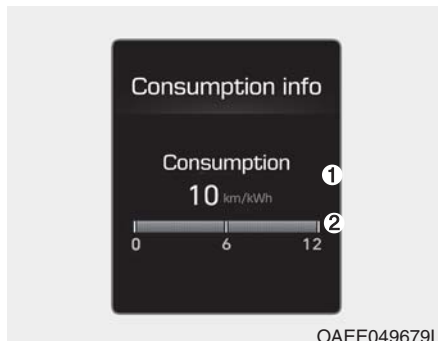 Consumption info
Consumption
1
10 km/kWh
2
0 6 12
OAEE049679L